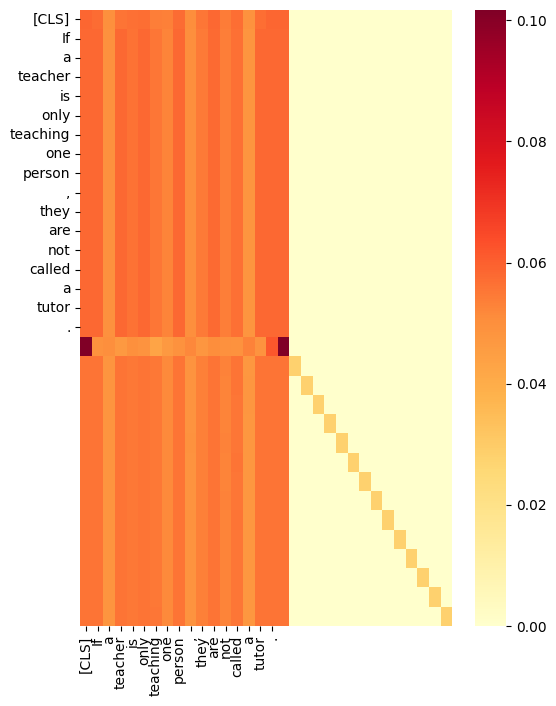 [CLS]
If
a
teacher
is
only
teaching
one
person
,
they
are
not
called
a
tutor
.
0.10
0.08
0.06
0.04
0.02
0.00
[CLS]
If
a
teacher
is
only
teaching
one
person
,
they
are
not
called
a
tutor
.